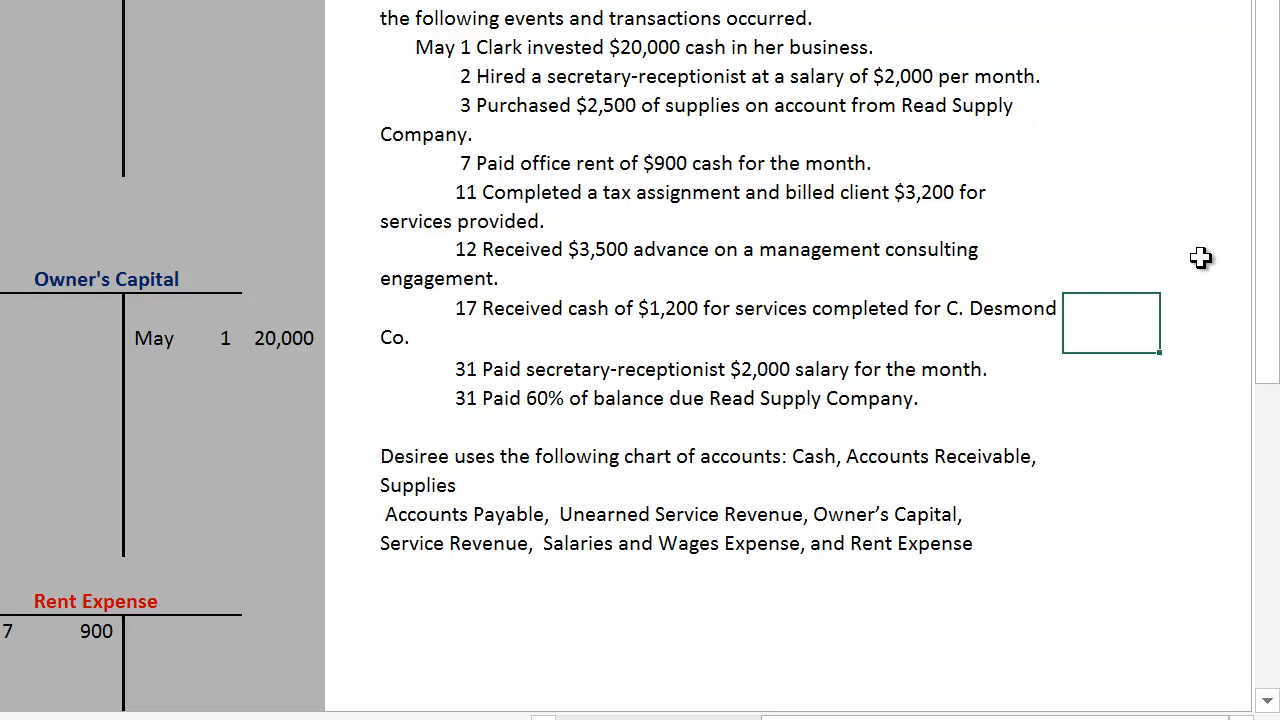 the following events and transactions occurred.
May 1 Clark invested $20,000 cash in her business.
2 Hired a secretary-receptionist at a salary of $2,000 per month.
3 Purchased $2,500 of supplies on account from Read Supply
Company.
7 Paid office rent of $900 cash for the month.
11 Completed a tax assignment and billed client $3,200 for
services provided.
12 Received $3,500 advance on a management consulting
engagement.
17 Received cash of $1,200 for services completed for C. Desmond
Co.
31 Paid secretary-receptionist $2,000 salary for the month.
31 Paid 60% of balance due Read Supply Company.
Desiree uses the following chart of accounts: Cash, Accounts Receivable,
Supplies
Accounts Payable, Unearned Service Revenue, Owner’s Capital,
Service Revenue, Salaries and Wages Expense, and Rent Expense
Owner's Capital
May 1 20,000
Rent Expense
7 900